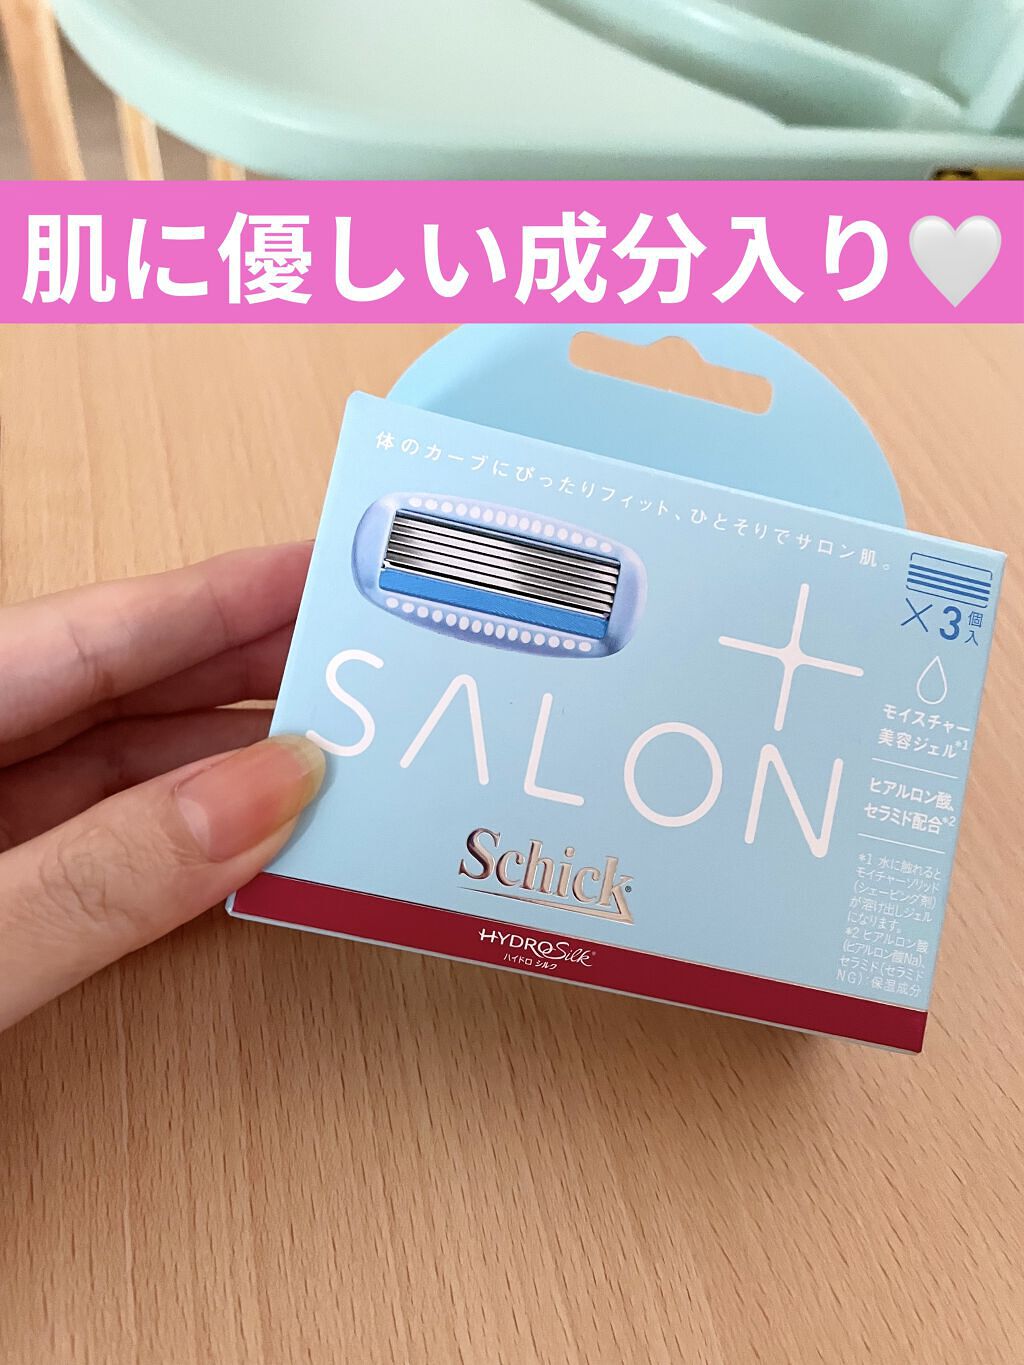 肌に優しい成分入り🤍
体のカーブにぴったりフィット、ひとそりでサロン肌。
×3個入
+
SALON
モイスチャー
美容ジェル*1
ヒアルロン酸、
セラミド配合*2
*1 水に触れると
モイチャーソリッド
(シェービング剤)
が溶け出しジェル
になります。
*2 ヒアルロン酸
(ヒアルロン酸Na)、
セラミド(セラミド
NG):保湿成分
Schick®
HYDROSilk®
ハイドロ シルク